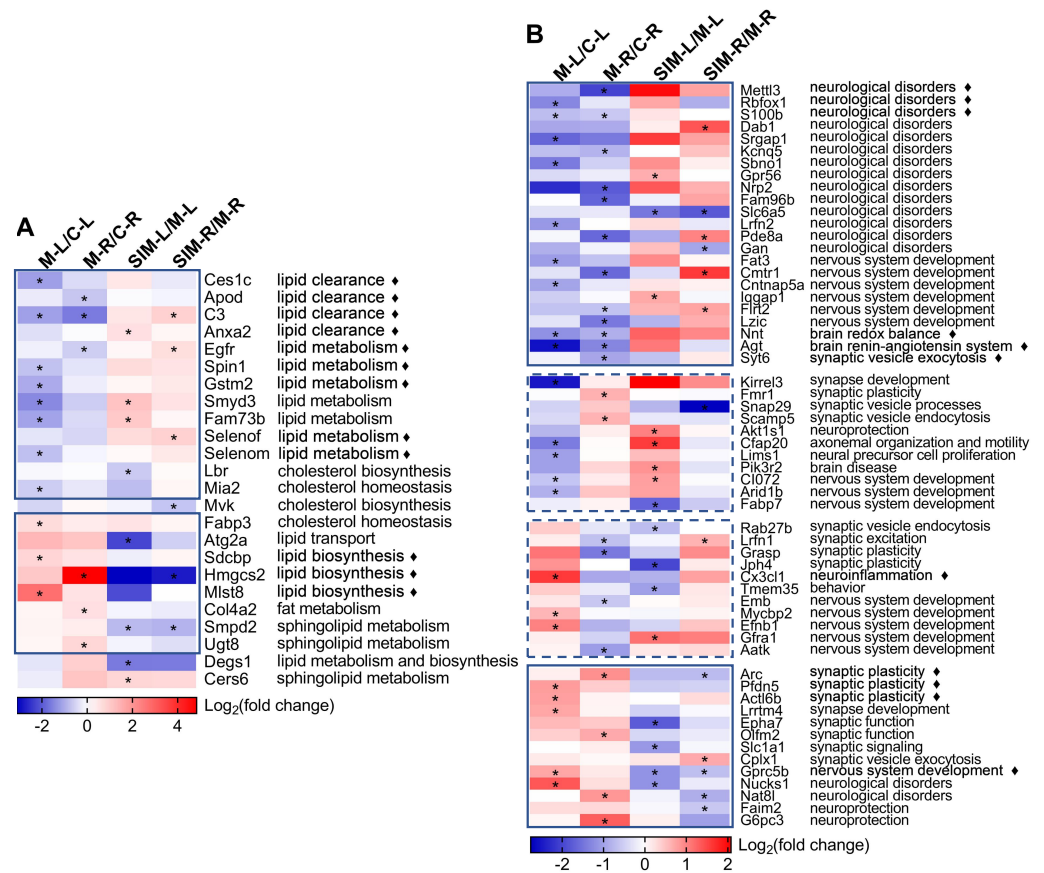 A
M-L/C-L
M-R/C-R
SIM-L/M-L
SIM-R/M-R
* Ces1c lipid clearance ♦
* Apod lipid clearance ♦
* * * C3 lipid clearance ♦
* Anxa2 lipid clearance ♦
* * Egfr lipid metabolism ♦
* Spin1 lipid metabolism ♦
* Gstm2 lipid metabolism ♦
* * Smyd3 lipid metabolism
* * Fam73b lipid metabolism
* Selenof lipid metabolism ♦
* Selenom lipid metabolism ♦
* Lbr cholesterol biosynthesis
* Mia2 cholesterol homeostasis
* Mvk cholesterol biosynthesis
* Fabp3 cholesterol homeostasis
* Atg2a lipid transport
* Sdcbp lipid biosynthesis ♦
* * Hmgcs2 lipid biosynthesis ♦
* Mlst8 lipid biosynthesis ♦
* Col4a2 fat metabolism
* * Smpd2 sphingolipid metabolism
* Ugt8 sphingolipid metabolism
* Degs1 lipid metabolism and biosynthesis
* Cers6 sphingolipid metabolism
Log2(fold change)
-2 0 2 4
B
M-L/C-L
M-R/C-R
SIM-L/M-L
SIM-R/M-R
* Mettl3 neurological disorders ♦
* Rbfox1 neurological disorders ♦
* * S100b neurological disorders ♦
* Dab1 neurological disorders
* Srgap1 neurological disorders
* Kcnq5 neurological disorders
* Sbno1 neurological disorders
* Gpr56 neurological disorders
* Nrp2 neurological disorders
* Fam96b neurological disorders
* * Slc6a5 neurological disorders
* Lrfn2 neurological disorders
* * Pde8a neurological disorders
* Gan neurological disorders
* Fat3 nervous system development
* * Cmtr1 nervous system development
* Cntnap5a nervous system development
* Iqgap1 nervous system development
* * Flrt2 nervous system development
* Lzic nervous system development
* * Nnt brain redox balance ♦
* * Agt brain renin-angiotensin system ♦
* Syt6 synaptic vesicle exocytosis ♦
* Kirrel3 synapse development
* Fmr1 synaptic plasticity
* Snap29 synaptic vesicle processes
* Scamp5 synaptic vesicle endocytosis
* Akt1s1 neuroprotection
* * Cfap20 axonemal organization and motility
* Lims1 neural precursor cell proliferation
* Pik3r2 brain disease
* * Cl072 nervous system development
* Arid1b nervous system development
* Fabp7 nervous system development
* Rab27b synaptic vesicle endocytosis
* * Lrfn1 synaptic excitation
* Grasp synaptic plasticity
* Jph4 synaptic plasticity
* Cx3cl1 neuroinflammation ♦
* Tmem35 behavior
* Emb nervous system development
* Mycbp2 nervous system development
* Efnb1 nervous system development
* Gfra1 nervous system development
* Aatk nervous system development
* * Arc synaptic plasticity ♦
* Pfdn5 synaptic plasticity ♦
* Actl6b synaptic plasticity ♦
* Lrrtm4 synapse development
* Epha7 synaptic function
* Olfm2 synaptic function
* Slc1a1 synaptic signaling
* Cplx1 synaptic vesicle exocytosis
* * * Gprc5b nervous system development ♦
* * Nucks1 neurological disorders
* * Nat8l neurological disorders
* Faim2 neuroprotection
* G6pc3 neuroprotection
Log2(fold change)
-2 -1 0 1 2